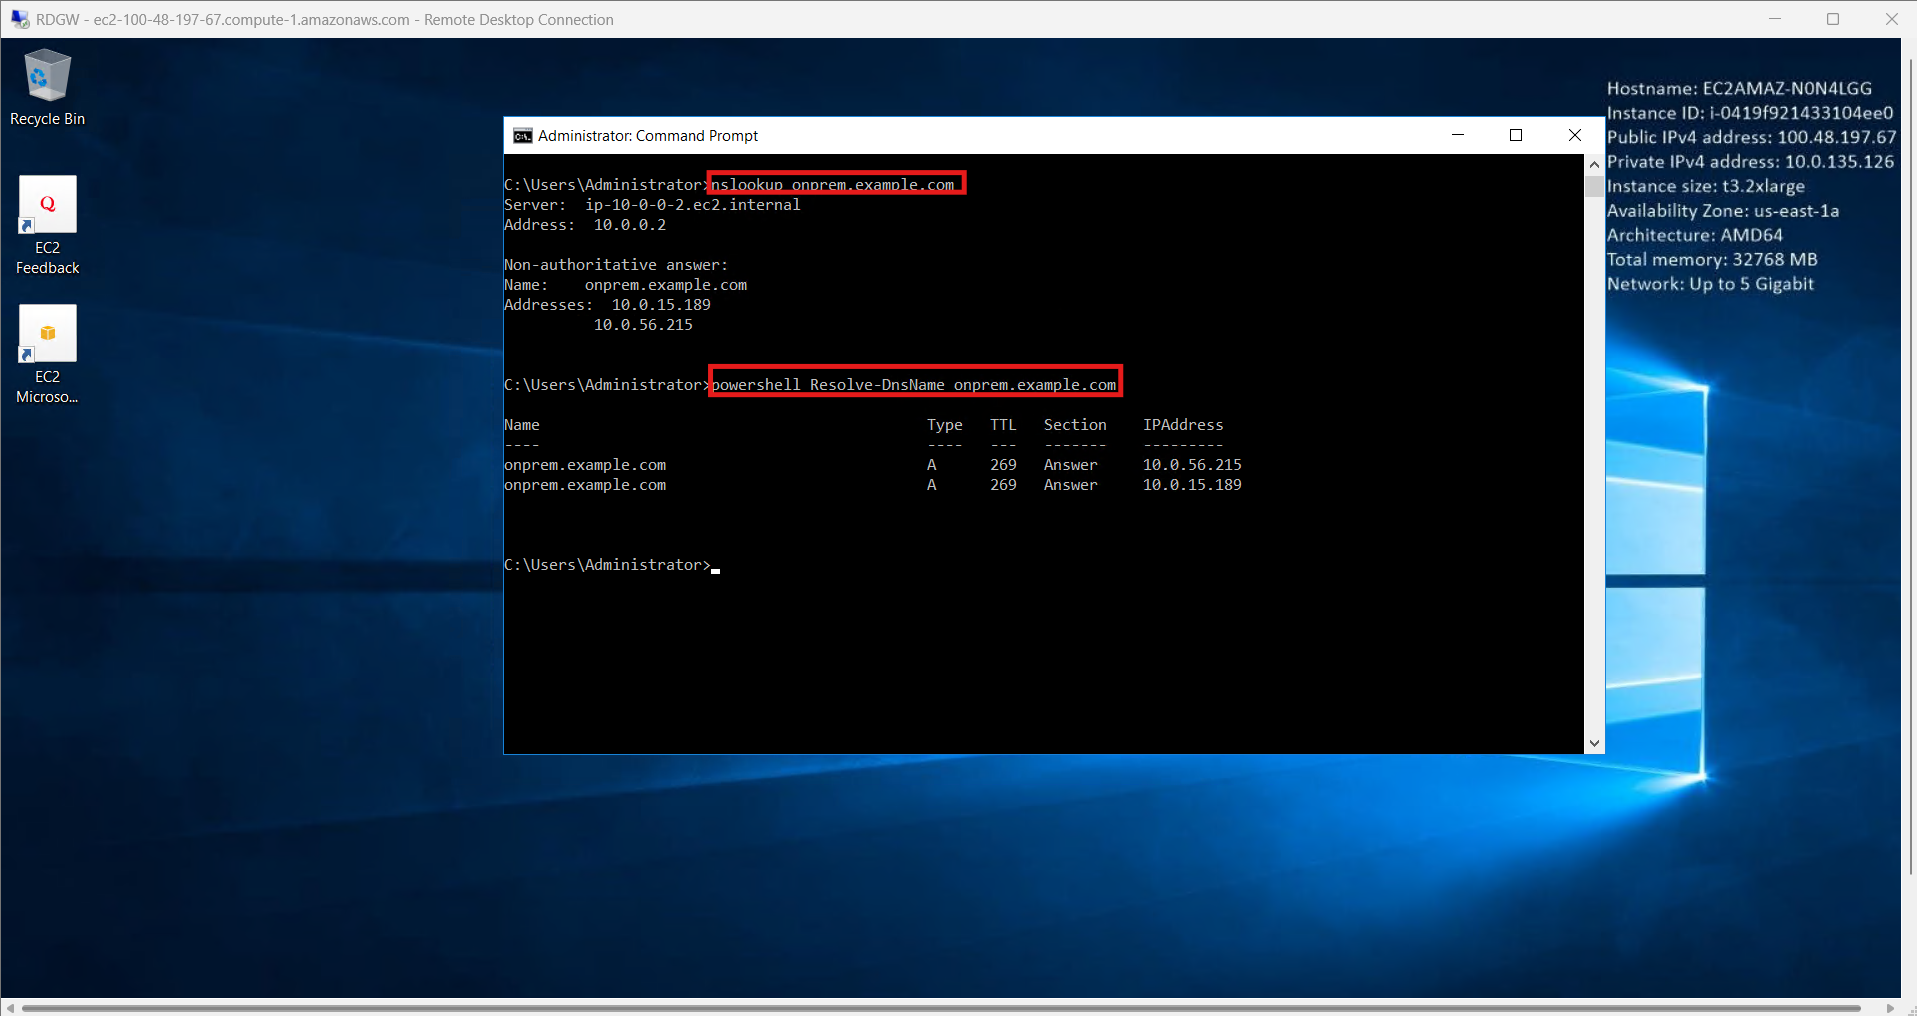 RDGW - ec2-100-48-197-67.compute-1.amazonaws.com - Remote Desktop Connection
Recycle Bin
Q
EC2
Feedback
EC2
Microso...
Hostname: EC2AMAZ-N0N4LGG
Instance ID: i-0419f921433104ee0
Public IPv4 address: 100.48.197.67
Private IPv4 address: 10.0.135.126
Instance size: t3.2xlarge
Availability Zone: us-east-1a
Architecture: AMD64
Total memory: 32768 MB
Network: Up to 5 Gigabit
Administrator: Command Prompt
C:\Users\Administrator>nslookup onprem.example.com
Server:  ip-10-0-0-2.ec2.internal
Address:  10.0.0.2
Non-authoritative answer:
Name:    onprem.example.com
Addresses:  10.0.15.189
10.0.56.215
C:\Users\Administrator>powershell Resolve-DnsName onprem.example.com
Name Type TTL Section IPAddress
---- ---- --- ------- ---------
onprem.example.com A 269 Answer 10.0.56.215
onprem.example.com A 269 Answer 10.0.15.189
C:\Users\Administrator>